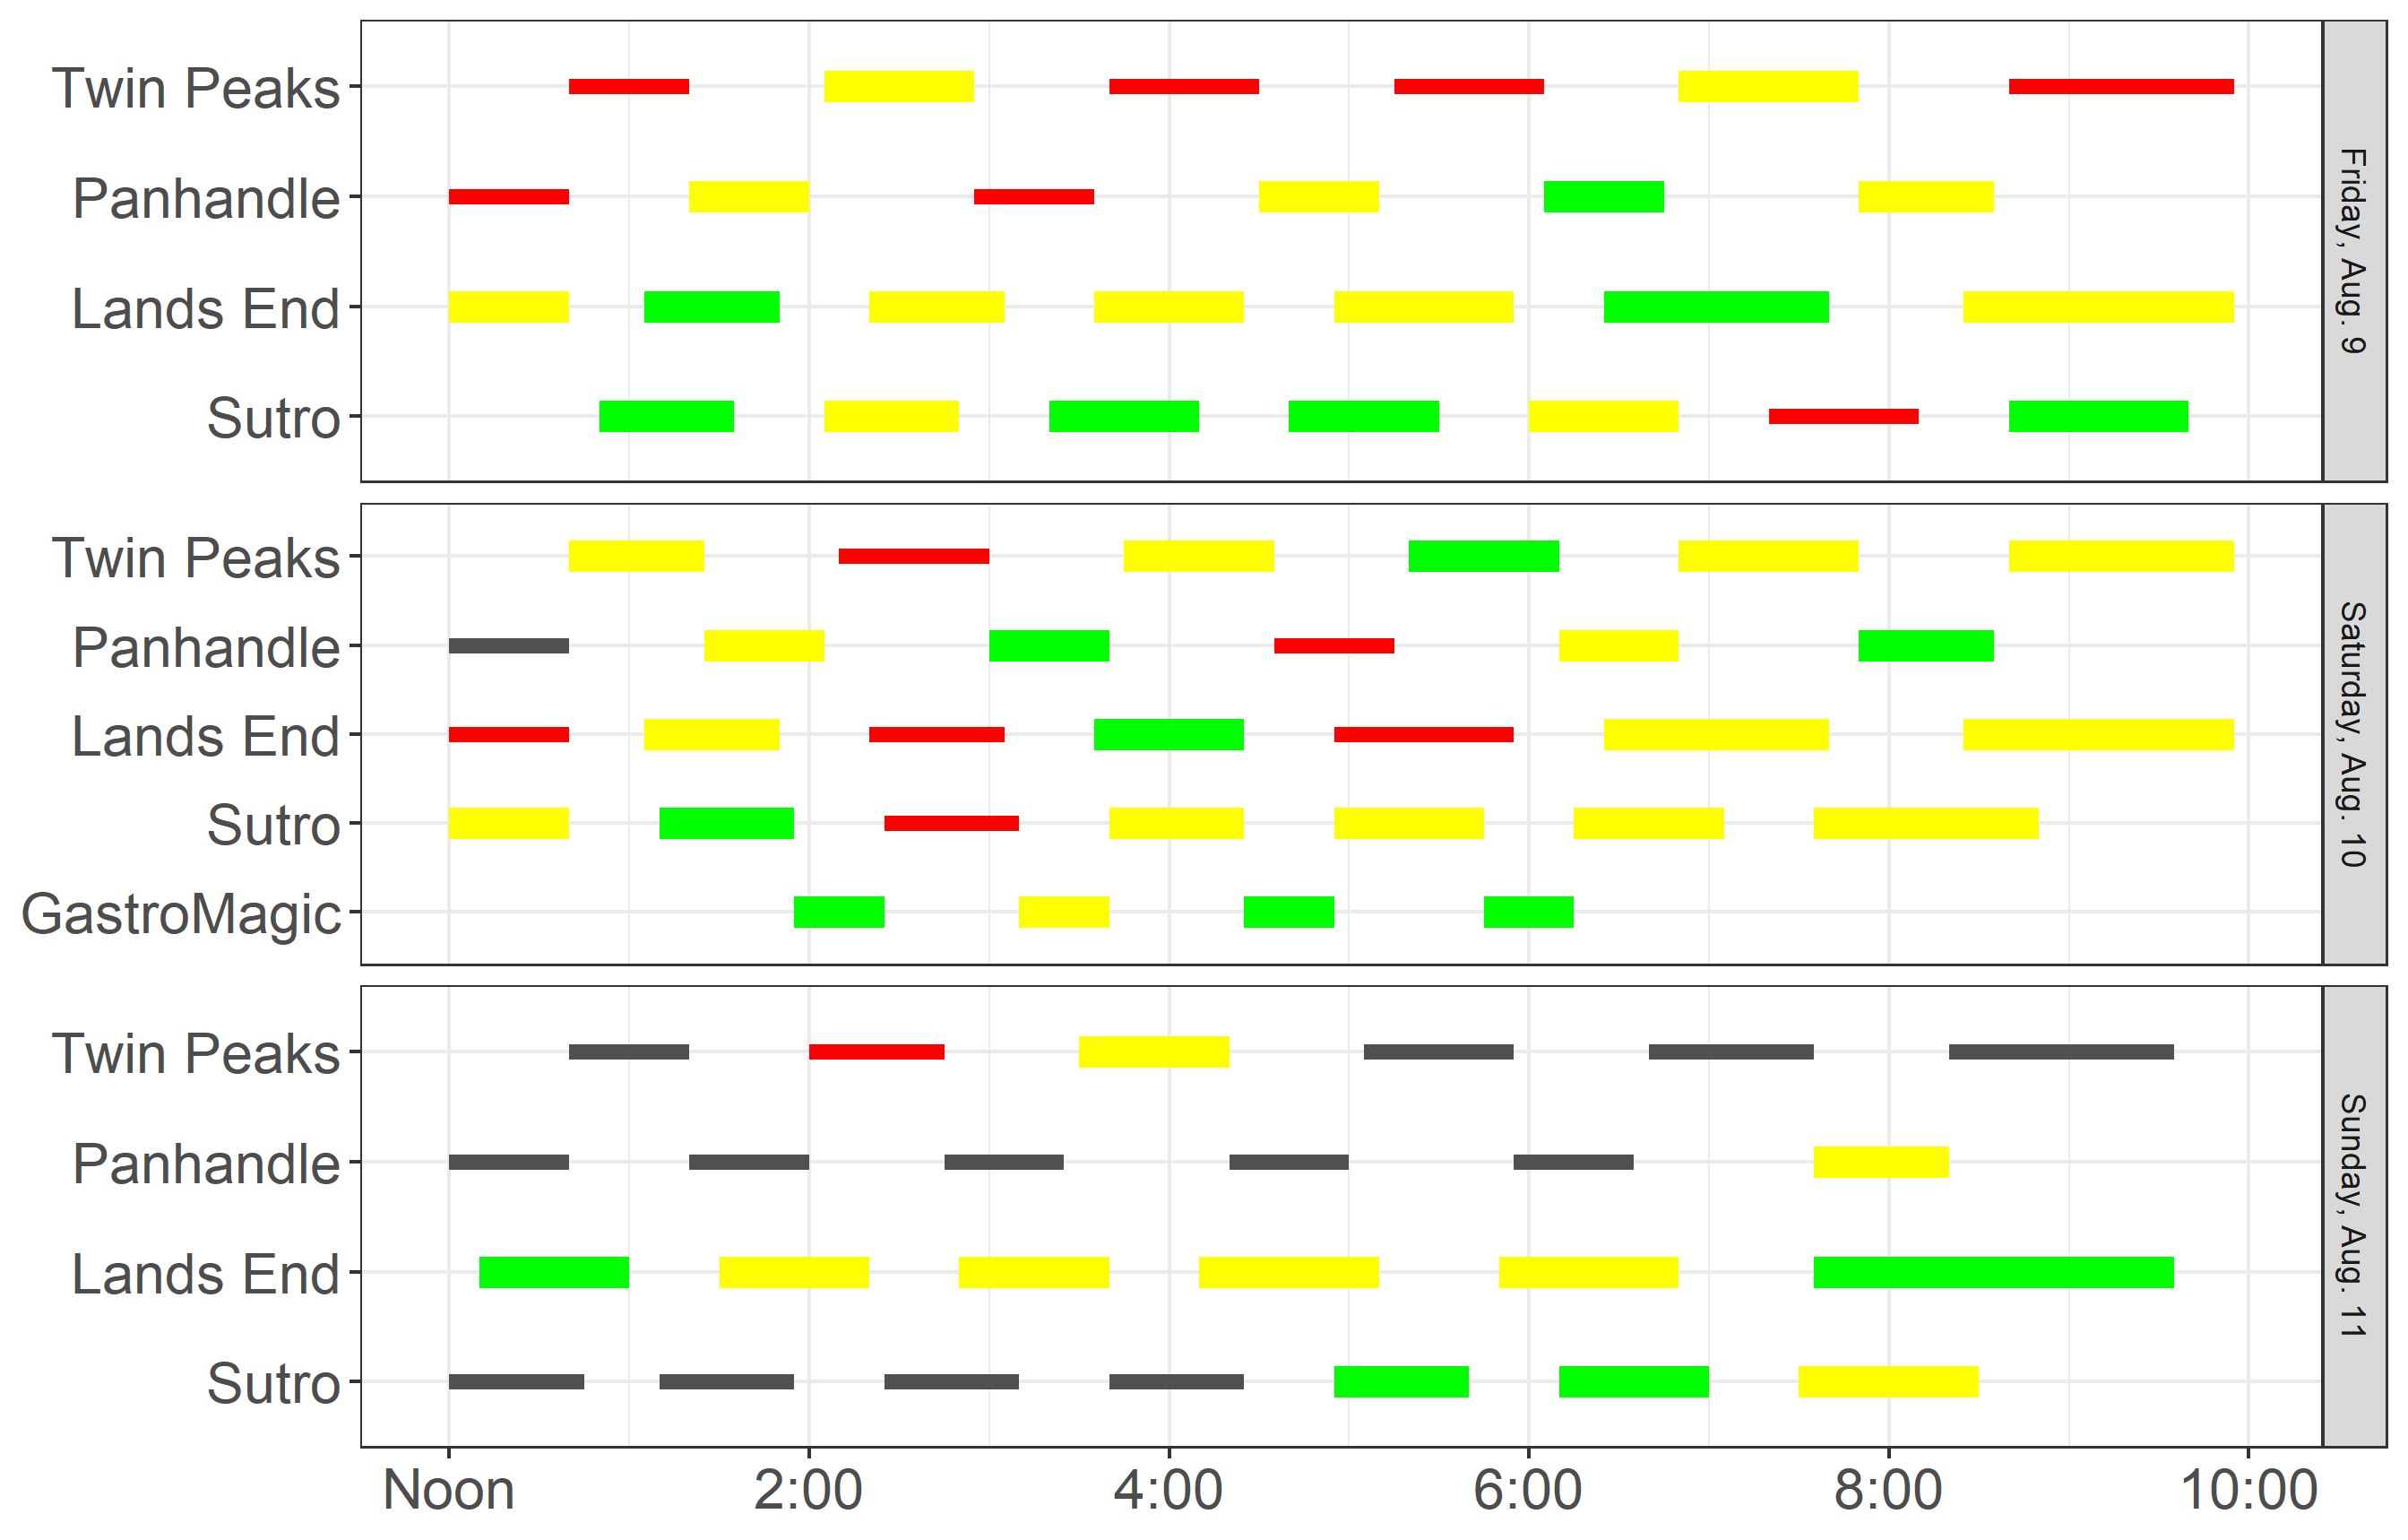 Twin Peaks
Panhandle
Lands End
Sutro
Friday, Aug. 9
Twin Peaks
Panhandle
Lands End
Sutro
GastroMagic
Saturday, Aug. 10
Twin Peaks
Panhandle
Lands End
Sutro
Sunday, Aug. 11
Noon 2:00 4:00 6:00 8:00 10:00